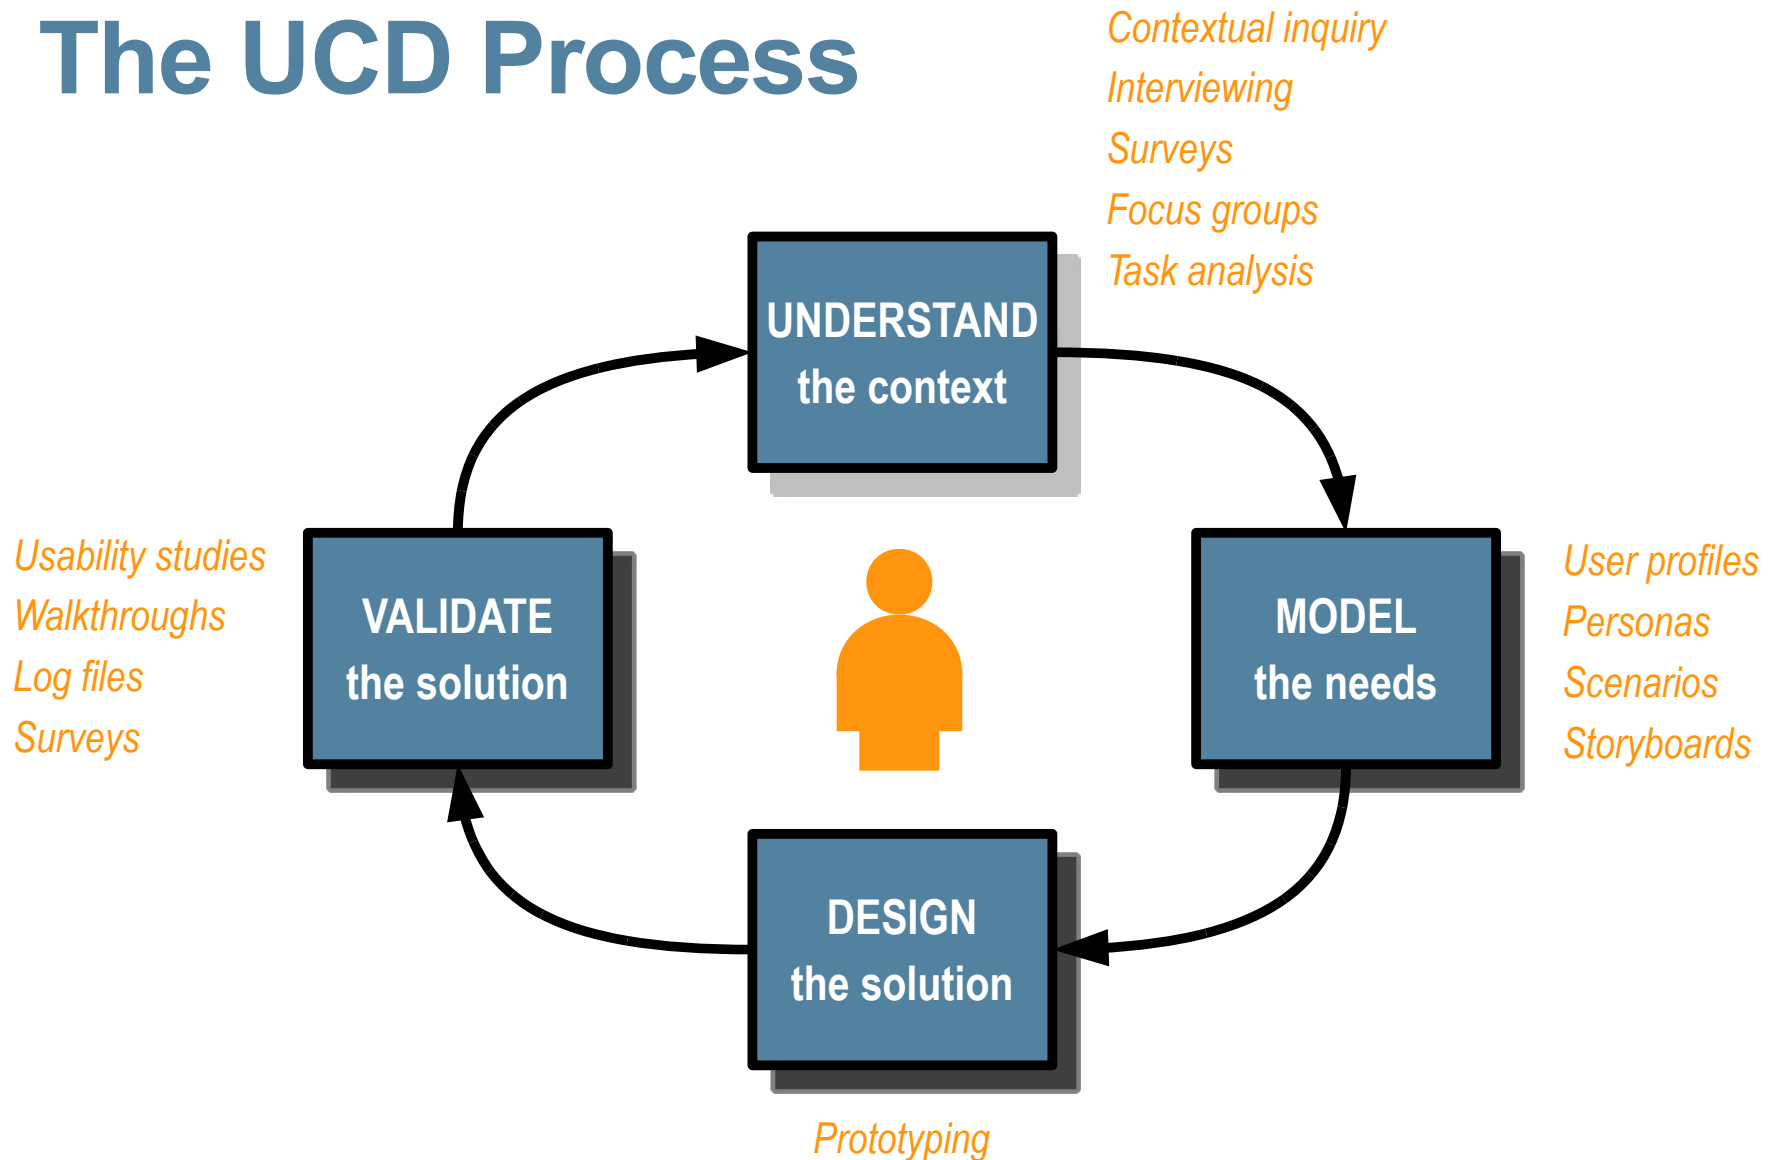 The UCD Process
Contextual inquiry
Interviewing
Surveys
Focus groups
Task analysis
UNDERSTAND
the context
Usability studies
Walkthroughs
Log files
Surveys
VALIDATE
the solution
MODEL
the needs
User profiles
Personas
Scenarios
Storyboards
DESIGN
the solution
Prototyping